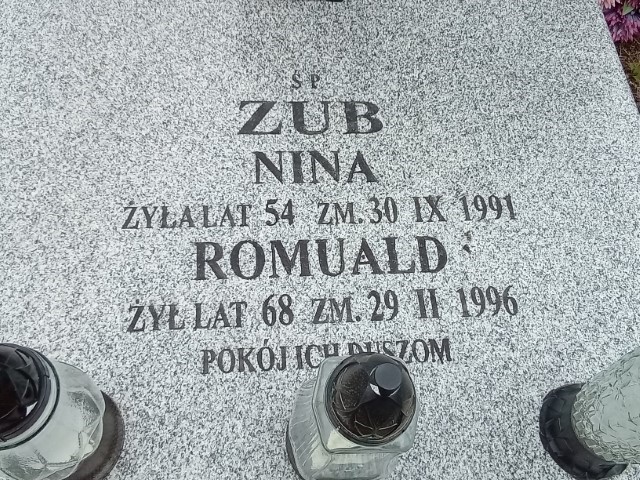 Ś P
ZUB
NINA
ŻYŁA LAT 54 ZM. 30 IX 1991
ROMUALD
ŻYŁ LAT 68 ZM. 29 II 1996
POKÓJ ICH DUSZOM